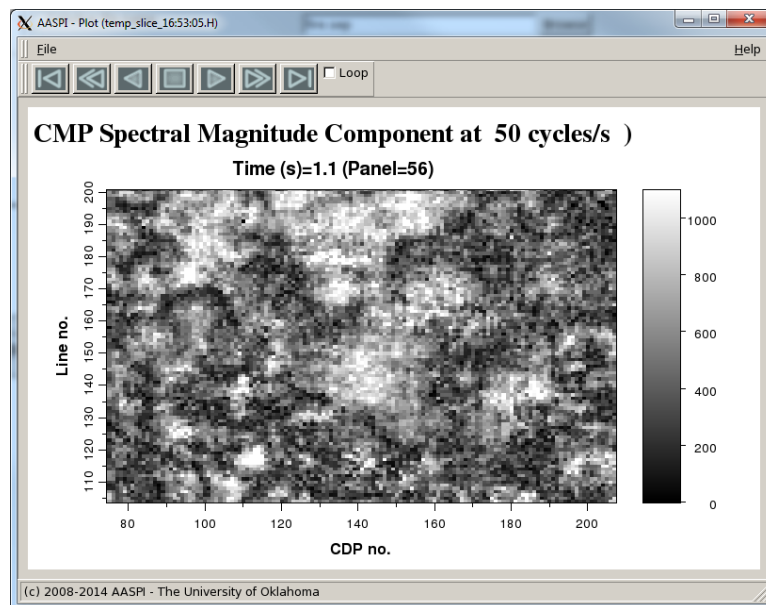 AASPI - Plot (temp_slice_16:53:05.H)
File
Help
Loop
CMP Spectral Magnitude Component at 50 cycles/s )
Time (s)=1.1 (Panel=56)
200
190
180
170
160
150
140
130
120
110
Line no.
80 100 120 140 160 180 200
CDP no.
1000
800
600
400
200
0
(c) 2008-2014 AASPI - The University of Oklahoma